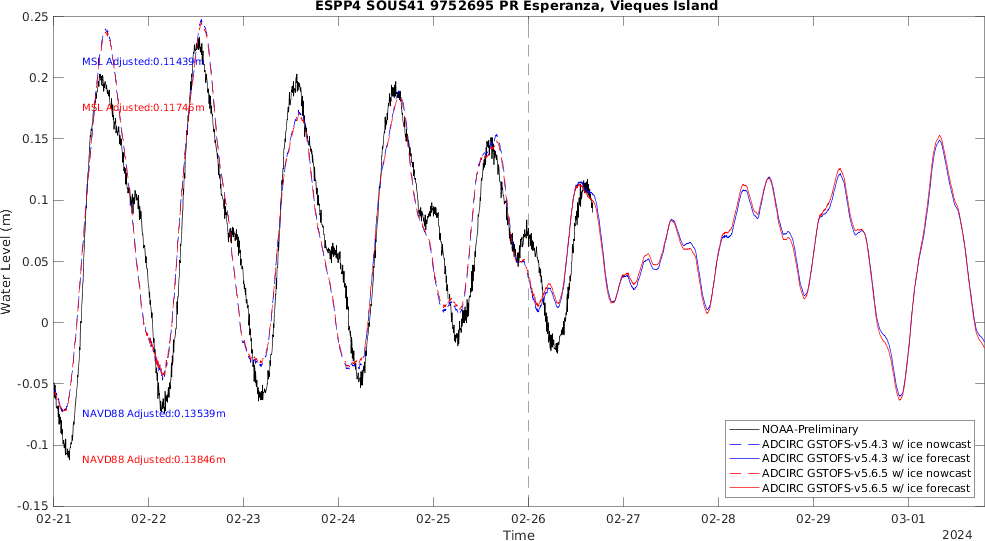 ESPP4 SOUS41 9752695 PR Esperanza, Vieques Island
Water Level (m)
0.25
0.2
0.15
0.1
0.05
0
-0.05
-0.1
-0.15
MSL Adjusted:0.11439m
MSL Adjusted:0.11746m
NAVD88 Adjusted:0.13539m
NAVD88 Adjusted:0.13846m
NOAA-Preliminary
ADCIRC GSTOFS-v5.4.3 w/ ice nowcast
ADCIRC GSTOFS-v5.4.3 w/ ice forecast
ADCIRC GSTOFS-v5.6.5 w/ ice nowcast
ADCIRC GSTOFS-v5.6.5 w/ ice forecast
02-21 02-22 02-23 02-24 02-25 02-26 02-27 02-28 02-29 03-01
Time
2024